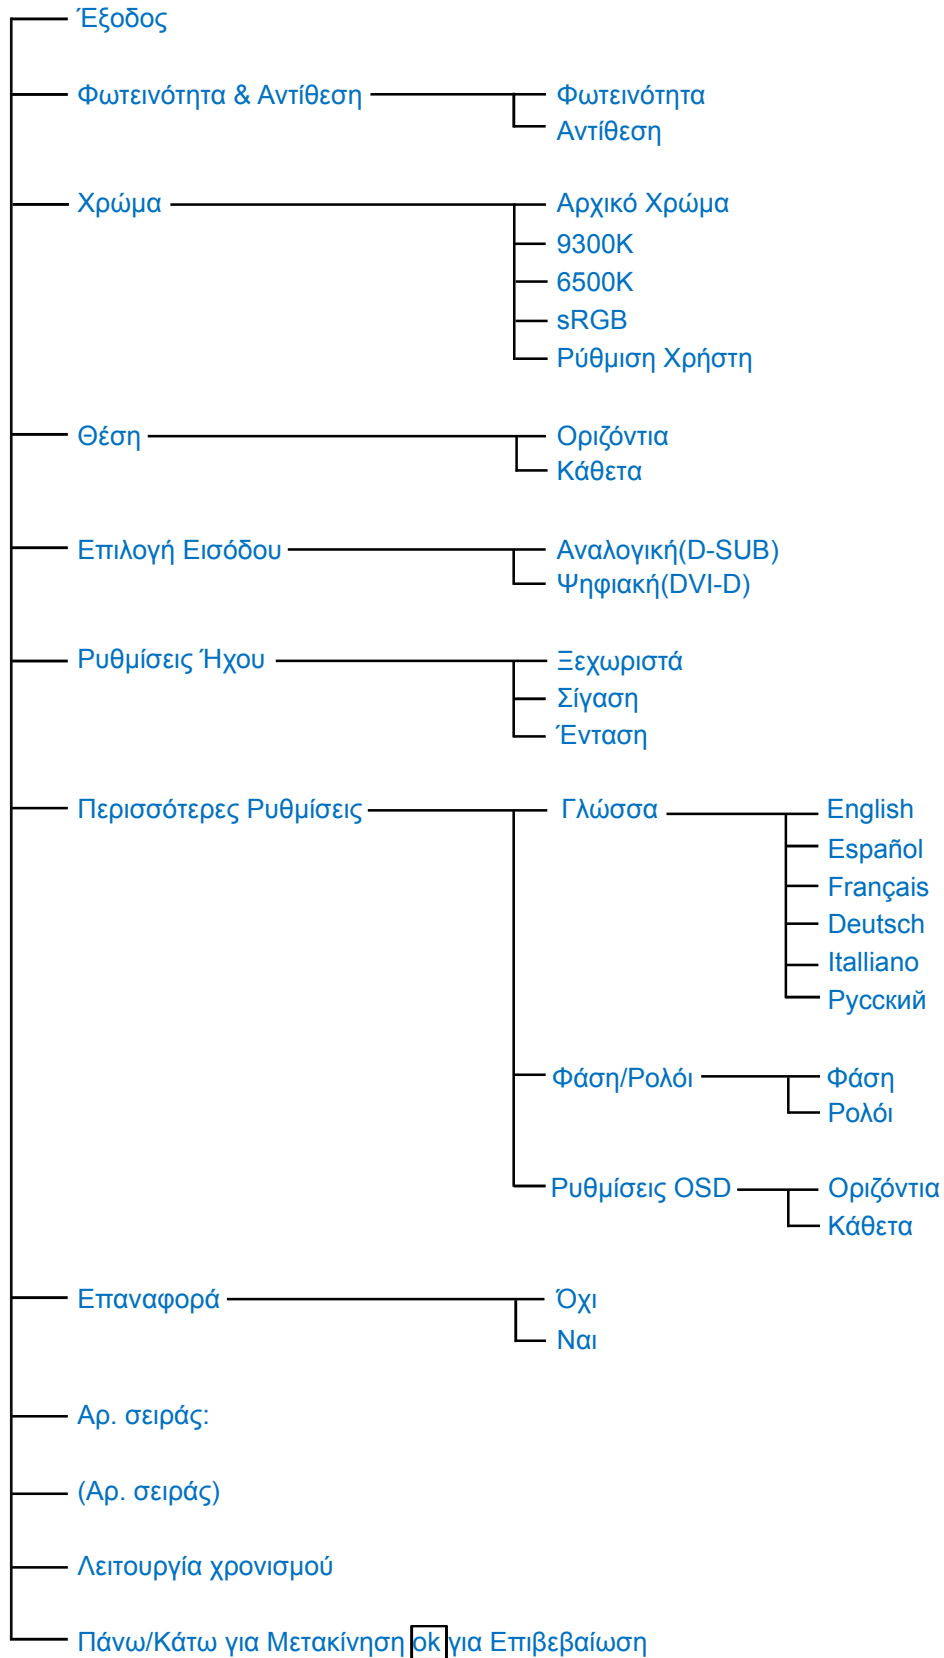 Έξοδος
Φωτεινότητα & Αντίθεση
Φωτεινότητα
Αντίθεση
Χρώμα
Αρχικό Χρώμα
9300K
6500K
sRGB
Ρύθμιση Χρήστη
Θέση
Οριζόντια
Κάθετα
Επιλογή Εισόδου
Αναλογική(D-SUB)
Ψηφιακή(DVI-D)
Ρυθμίσεις Ήχου
Ξεχωριστά
Σίγαση
Ένταση
Περισσότερες Ρυθμίσεις
Γλώσσα
English
Español
Français
Deutsch
Italliano
Русский
Φάση/Ρολόι
Φάση
Ρολόι
Ρυθμίσεις OSD
Οριζόντια
Κάθετα
Επαναφορά
Όχι
Ναι
Αρ. σειράς:
(Αρ. σειράς)
Λειτουργία χρονισμού
Πάνω/Κάτω για Μετακίνηση ok για Επιβεβαίωση